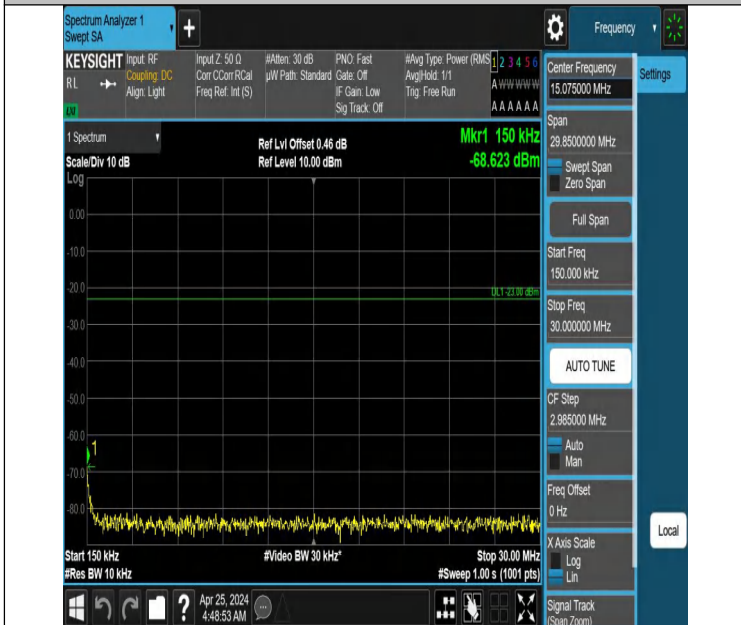 Spectrum Analyzer 1
Swept SA
+
Frequency
KEYSIGHT
RL
LXI
Input: RF
Coupling: DC
Align: Light
Input Z: 50 Ω
Corr CCorr RCal
Freq Ref: Int (S)
#Atten: 30 dB
µW Path: Standard
PNO: Fast
Gate: Off
IF Gain: Low
Sig Track: Off
#Avg Type: Power (RMS
Avg|Hold: 1/1
Trig: Free Run
1 2 3 4 5 6
A W W W W W
A A A A A A
1 Spectrum
Scale/Div 10 dB
Log
Ref Lvl Offset 0.46 dB
Ref Level 10.00 dBm
Mkr1 150 kHz
-68.623 dBm
0.00
-10.0
-20.0
DL1 -23.00 dBm
-30.0
-40.0
-50.0
-60.0
1
-70.0
-80.0
Start 150 kHz
#Video BW 30 kHz*
Stop 30.00 MHz
#Res BW 10 kHz
#Sweep 1.00 s (1001 pts)
?
Apr 25, 2024
4:48:53 AM
Center Frequency
15.075000 MHz
Settings
Span
29.8500000 MHz
Swept Span
Zero Span
Full Span
Start Freq
150.000 kHz
Stop Freq
30.000000 MHz
AUTO TUNE
CF Step
2.985000 MHz
Auto
Man
Freq Offset
0 Hz
Local
X Axis Scale
Log
Lin
Signal Track
(Span Zoom)